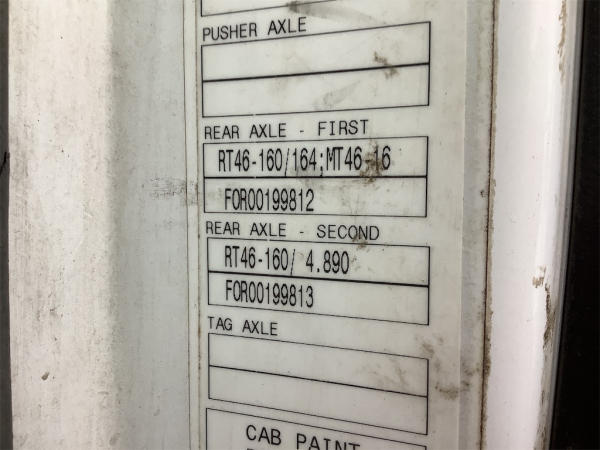 PUSHER AXLE
REAR AXLE - FIRST
RT46-160/164;MT46-16
FOR00199812
REAR AXLE - SECOND
RT46-160/ 4.890
FOR00199813
TAG AXLE
CAB PAINT